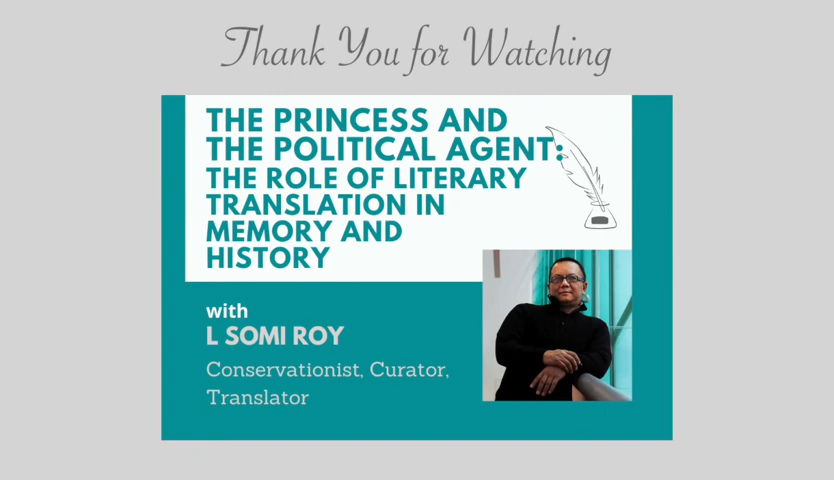 Thank You for Watching
THE PRINCESS AND
THE POLITICAL AGENT:
THE ROLE OF LITERARY
TRANSLATION IN
MEMORY AND
HISTORY
with
L SOMI ROY
Conservationist, Curator,
Translator